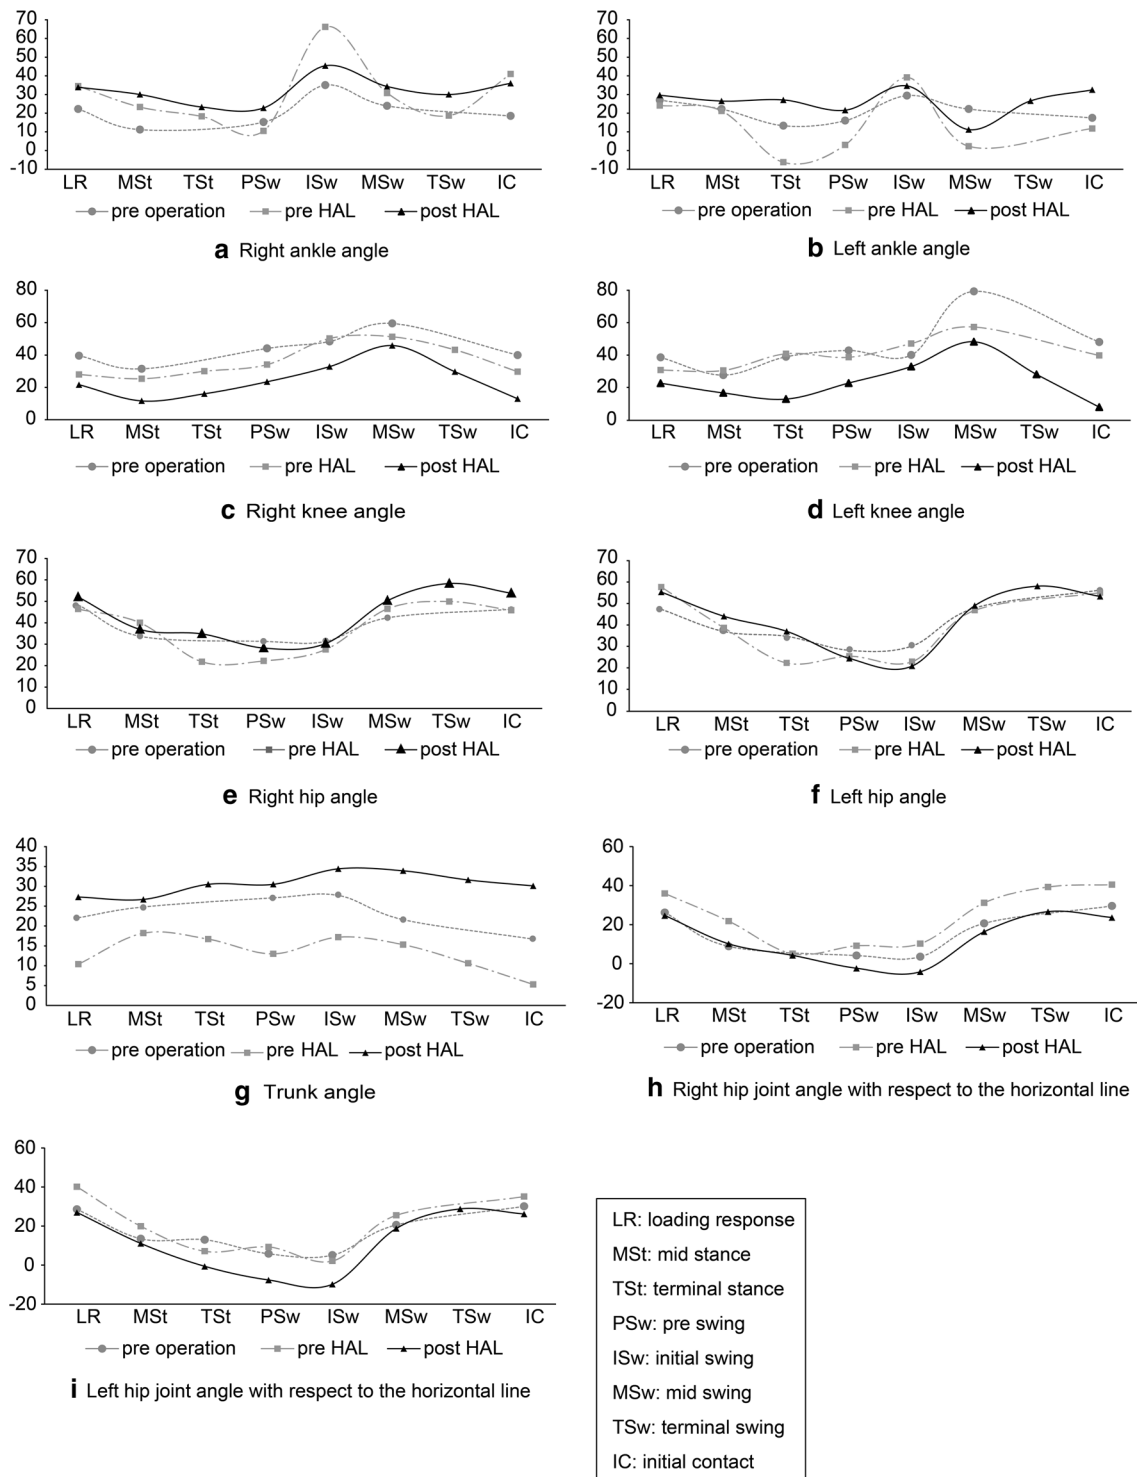 70
60
50
40
30
20
10
0
-10
LR MSt TSt PSw ISw MSw TSw IC
pre operation pre HAL post HAL
a Right ankle angle
70
60
50
40
30
20
10
0
-10
LR MSt TSt PSw ISw MSw TSw IC
pre operation pre HAL post HAL
b Left ankle angle
80
60
40
20
0
LR MSt TSt PSw ISw MSw TSw IC
pre operation pre HAL post HAL
c Right knee angle
80
60
40
20
0
LR MSt TSt PSw ISw MSw TSw IC
pre operation pre HAL post HAL
d Left knee angle
70
60
50
40
30
20
10
0
LR MSt TSt PSw ISw MSw TSw IC
pre operation pre HAL post HAL
e Right hip angle
70
60
50
40
30
20
10
0
LR MSt TSt PSw ISw MSw TSw IC
pre operation pre HAL post HAL
f Left hip angle
40
35
30
25
20
15
10
5
0
LR MSt TSt PSw ISw MSw TSw IC
pre operation pre HAL post HAL
g Trunk angle
60
40
20
0
-20
LR MSt TSt PSw ISw MSw TSw IC
pre operation pre HAL post HAL
h Right hip joint angle with respect to the horizontal line
60
40
20
0
-20
LR MSt TSt PSw ISw MSw TSw IC
pre operation pre HAL post HAL
i Left hip joint angle with respect to the horizontal line
LR: loading response
MSt: mid stance
TSt: terminal stance
PSw: pre swing
ISw: initial swing
MSw: mid swing
TSw: terminal swing
IC: initial contact